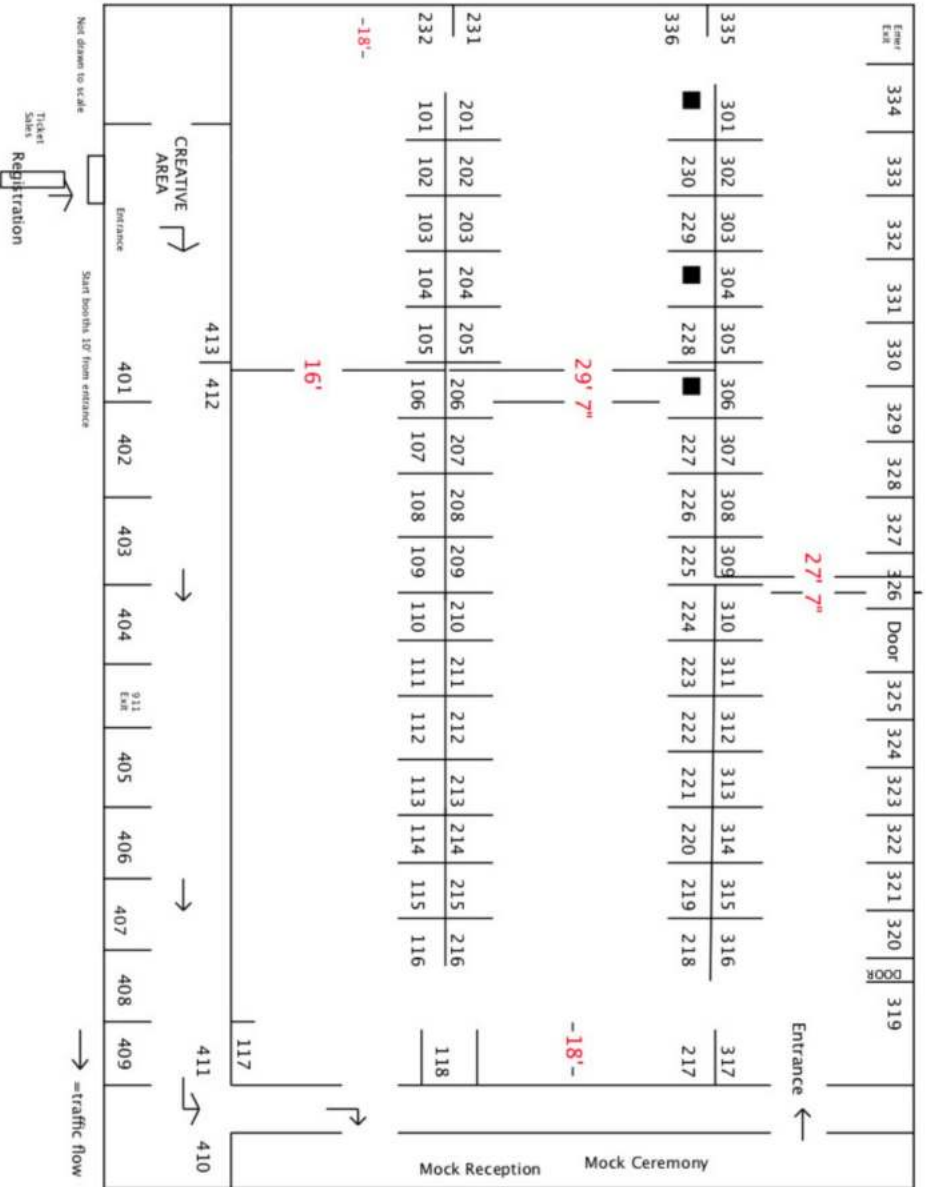 Emer
Exit
334 333 332 331 330 329 328 327 326 Door 325 324 323 322 321 320 DOOR 319
27' 7"
Entrance
335 301 302 303 304 305 306 307 308 309 310 311 312 313 314 315 316 317
336 230 229 228 227 226 225 224 223 222 221 220 219 218 217
Mock Ceremony
29' 7"
-18'-
231 201 202 203 204 205 206 207 208 209 210 211 212 213 214 215 216
118
232 101 102 103 104 105 106 107 108 109 110 111 112 113 114 115 116
Mock Reception
-18'-
16'
117
CREATIVE
AREA
413 412 411 410
Entrance
401 402 403 404 911
Exit
405 406 407 408 409
Not drawn to scale
Start booths 10' from entrance
=traffic flow
Ticket
Sales
Registration